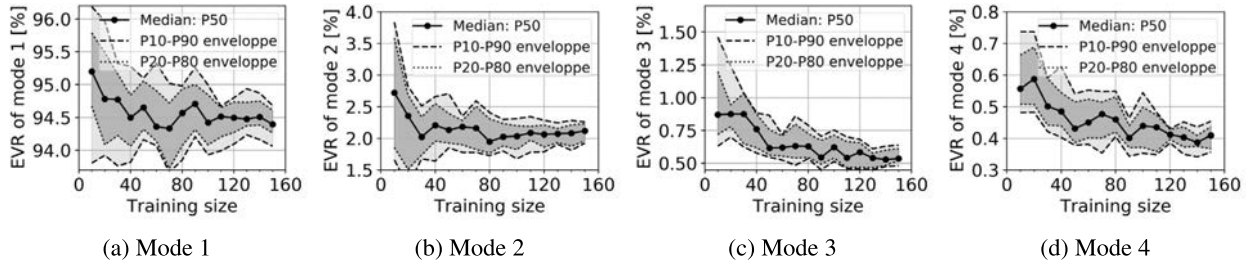 EVR of mode 1 [%]
96.0
95.5
95.0
94.5
94.0
Median: P50
P10-P90 enveloppe
P20-P80 enveloppe
0 40 80 120 160
Training size
(a) Mode 1
EVR of mode 2 [%]
4.0
3.5
3.0
2.5
2.0
1.5
Median: P50
P10-P90 enveloppe
P20-P80 enveloppe
0 40 80 120 160
Training size
(b) Mode 2
EVR of mode 3 [%]
1.50
1.25
1.00
0.75
0.50
Median: P50
P10-P90 enveloppe
P20-P80 enveloppe
0 40 80 120 160
Training size
(c) Mode 3
EVR of mode 4 [%]
0.8
0.7
0.6
0.5
0.4
0.3
Median: P50
P10-P90 enveloppe
P20-P80 enveloppe
0 40 80 120 160
Training size
(d) Mode 4